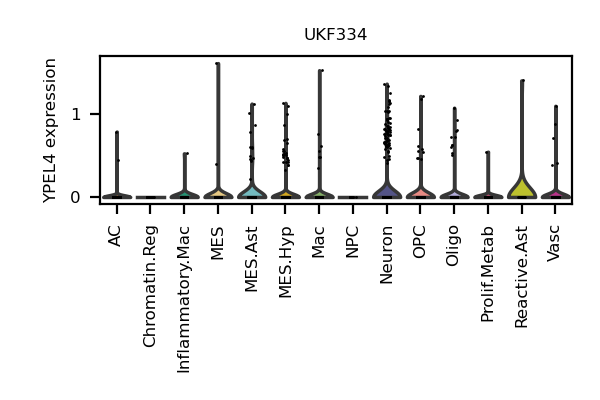 UKF334
YPEL4 expression
1
0
AC
Chromatin.Reg
Inflammatory.Mac
MES
MES.Ast
MES.Hyp
Mac
NPC
Neuron
OPC
Oligo
Prolif.Metab
Reactive.Ast
Vasc